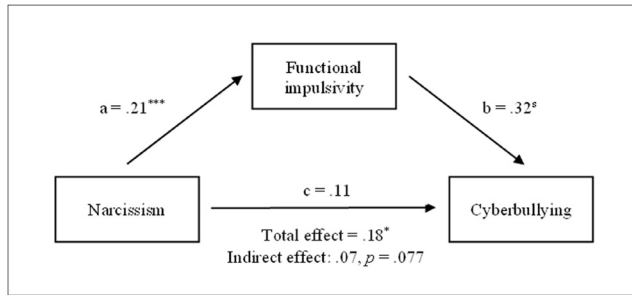 Functional
impulsivity
a = .21***
b = .32s
Narcissism
c = .11
Cyberbullying
Total effect = .18*
Indirect effect: .07, p = .077